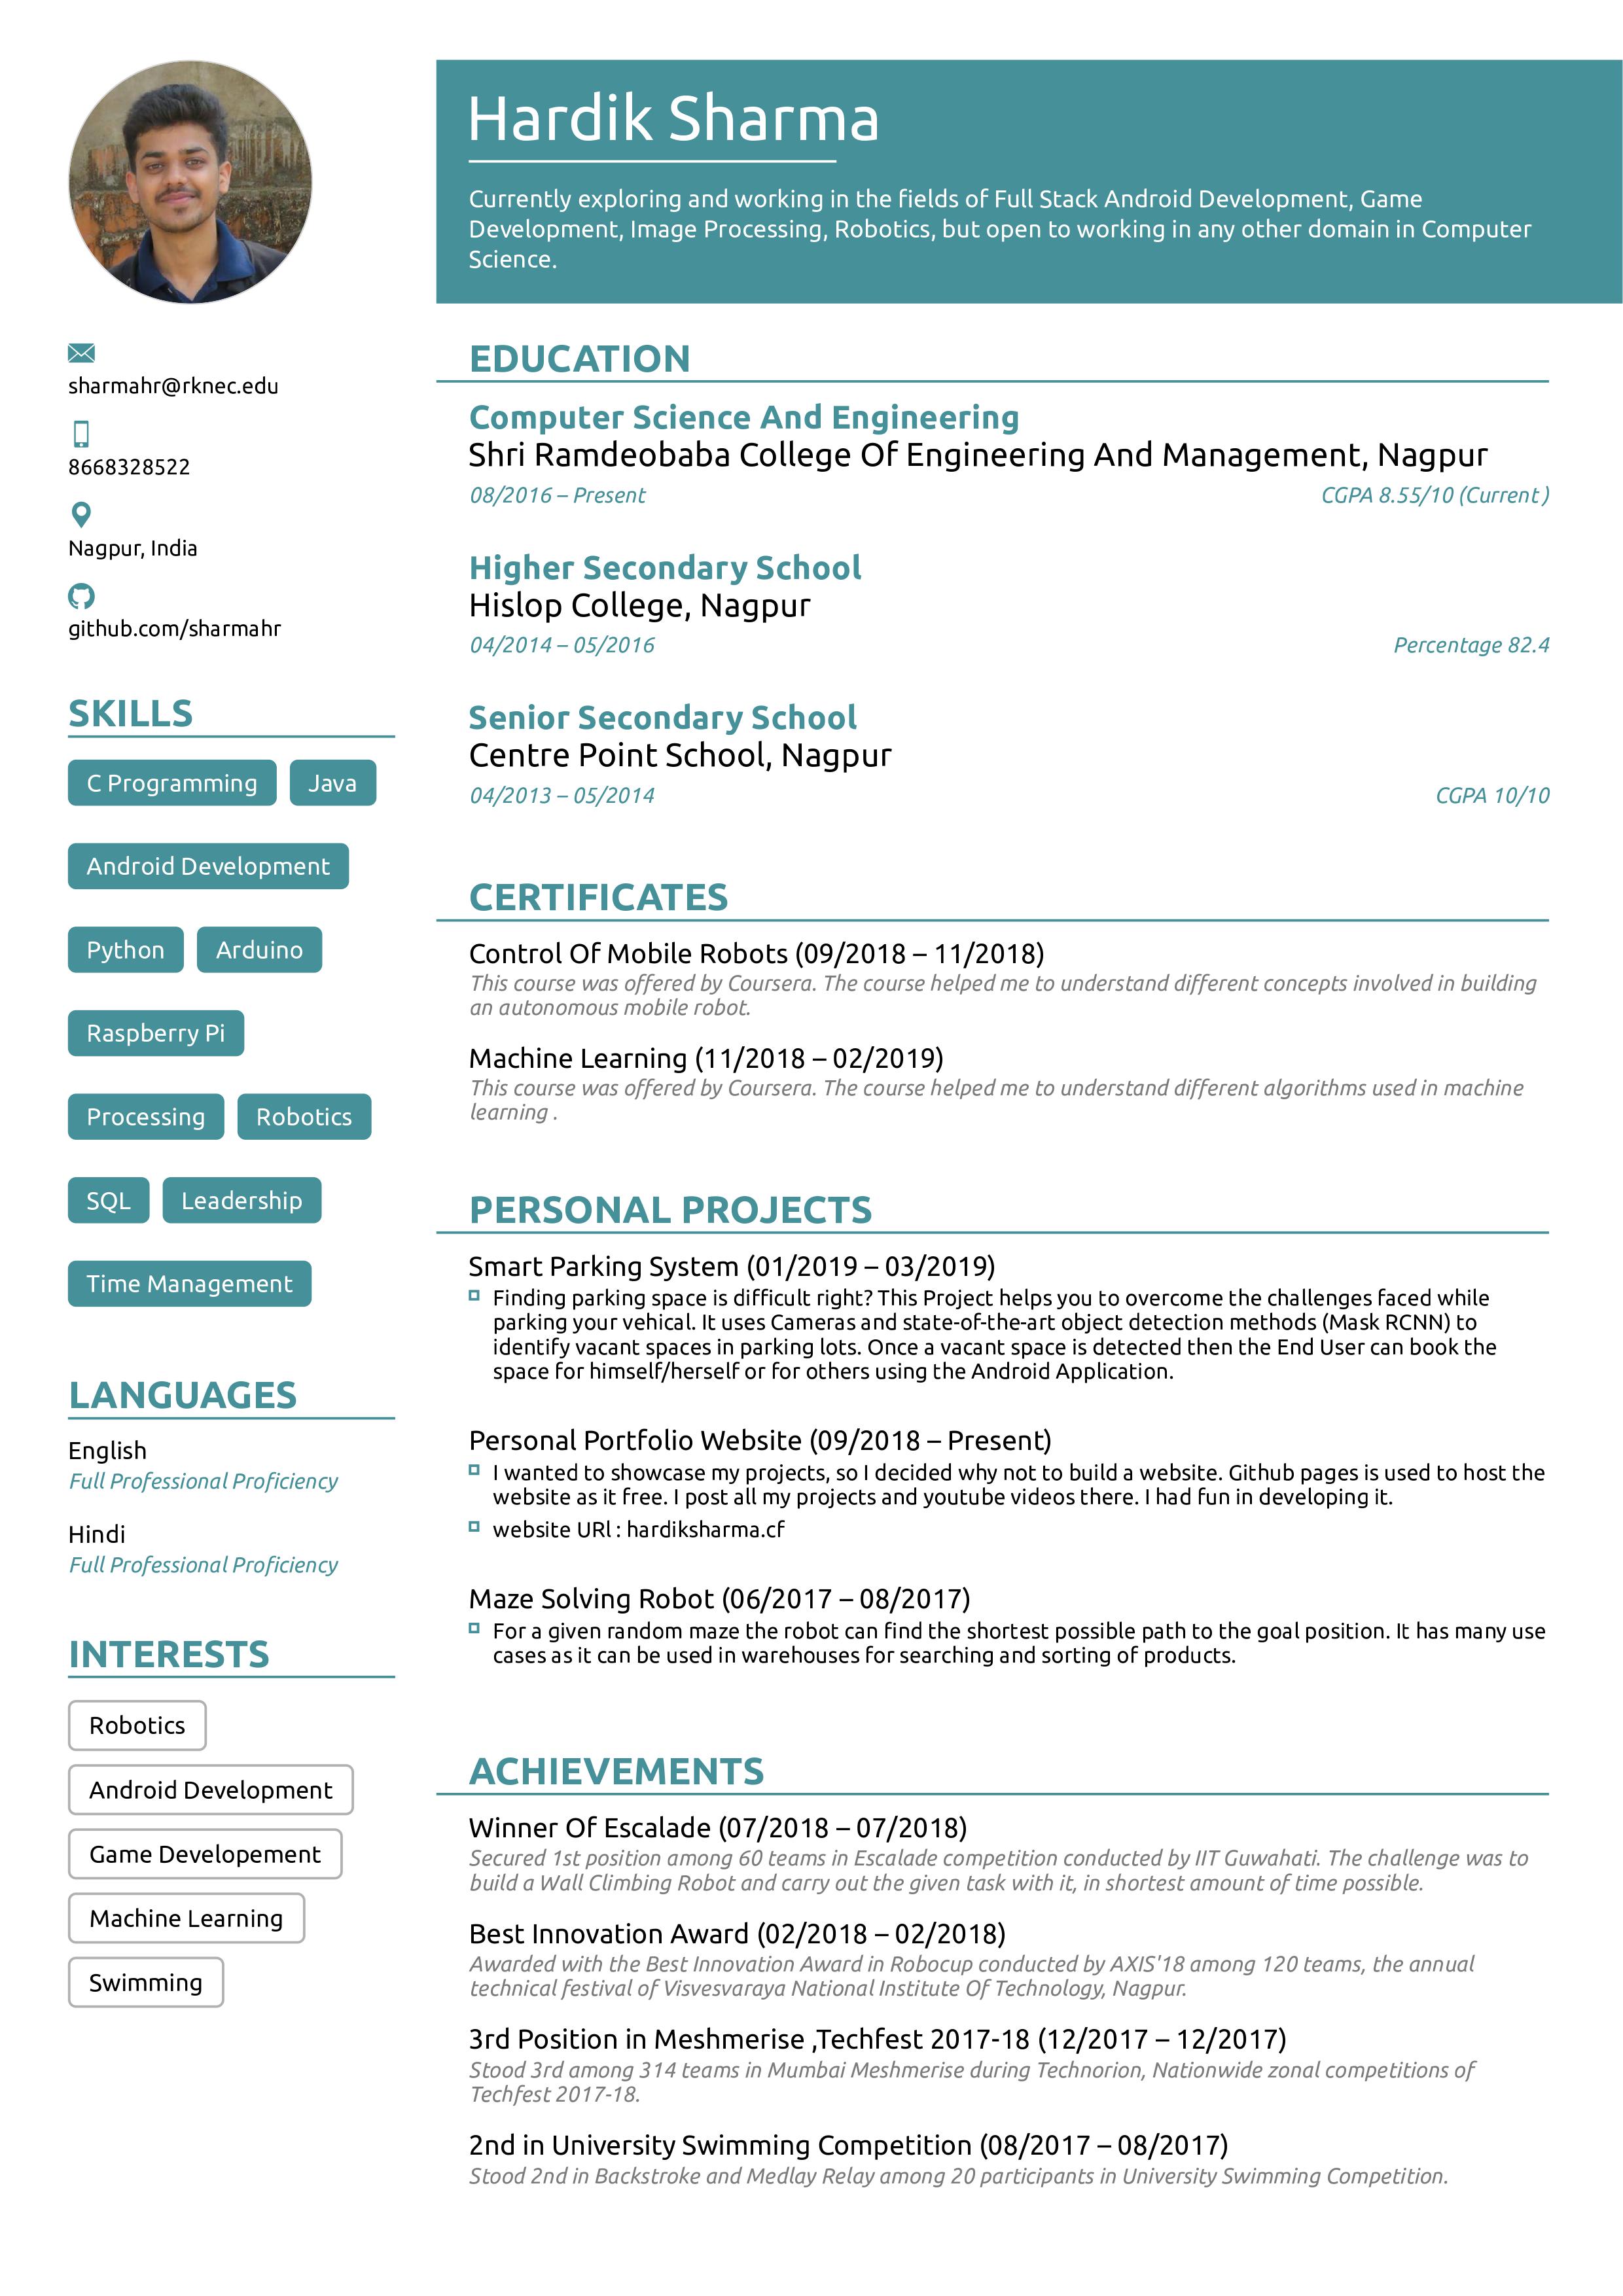 Hardik Sharma
Currently exploring and working in the fields of Full Stack Android Development, Game
Development, Image Processing, Robotics, but open to working in any other domain in Computer
Science.
sharmahr@rknec.edu
8668328522
Nagpur, India
github.com/sharmahr
SKILLS
C Programming Java
Android Development
Python Arduino
Raspberry Pi
Processing Robotics
SQL Leadership
Time Management
LANGUAGES
English
Full Professional Proficiency
Hindi
Full Professional Proficiency
INTERESTS
Robotics
Android Development
Game Developement
Machine Learning
Swimming
EDUCATION
Computer Science And Engineering
Shri Ramdeobaba College Of Engineering And Management, Nagpur
08/2016 – Present CGPA 8.55/10 (Current )
Higher Secondary School
Hislop College, Nagpur
04/2014 – 05/2016 Percentage 82.4
Senior Secondary School
Centre Point School, Nagpur
04/2013 – 05/2014 CGPA 10/10
CERTIFICATES
Control Of Mobile Robots (09/2018 – 11/2018)
This course was offered by Coursera. The course helped me to understand different concepts involved in building
an autonomous mobile robot.
Machine Learning (11/2018 – 02/2019)
This course was offered by Coursera. The course helped me to understand different algorithms used in machine
learning .
PERSONAL PROJECTS
Smart Parking System (01/2019 – 03/2019)
Finding parking space is difficult right? This Project helps you to overcome the challenges faced while
parking your vehical. It uses Cameras and state-of-the-art object detection methods (Mask RCNN) to
identify vacant spaces in parking lots. Once a vacant space is detected then the End User can book the
space for himself/herself or for others using the Android Application.
Personal Portfolio Website (09/2018 – Present)
I wanted to showcase my projects, so I decided why not to build a website. Github pages is used to host the
website as it free. I post all my projects and youtube videos there. I had fun in developing it.
website URl : hardiksharma.cf
Maze Solving Robot (06/2017 – 08/2017)
For a given random maze the robot can find the shortest possible path to the goal position. It has many use
cases as it can be used in warehouses for searching and sorting of products.
ACHIEVEMENTS
Winner Of Escalade (07/2018 – 07/2018)
Secured 1st position among 60 teams in Escalade competition conducted by IIT Guwahati. The challenge was to
build a Wall Climbing Robot and carry out the given task with it, in shortest amount of time possible.
Best Innovation Award (02/2018 – 02/2018)
Awarded with the Best Innovation Award in Robocup conducted by AXIS'18 among 120 teams, the annual
technical festival of Visvesvaraya National Institute Of Technology, Nagpur.
3rd Position in Meshmerise ,Techfest 2017-18 (12/2017 – 12/2017)
Stood 3rd among 314 teams in Mumbai Meshmerise during Technorion, Nationwide zonal competitions of
Techfest 2017-18.
2nd in University Swimming Competition (08/2017 – 08/2017)
Stood 2nd in Backstroke and Medlay Relay among 20 participants in University Swimming Competition.